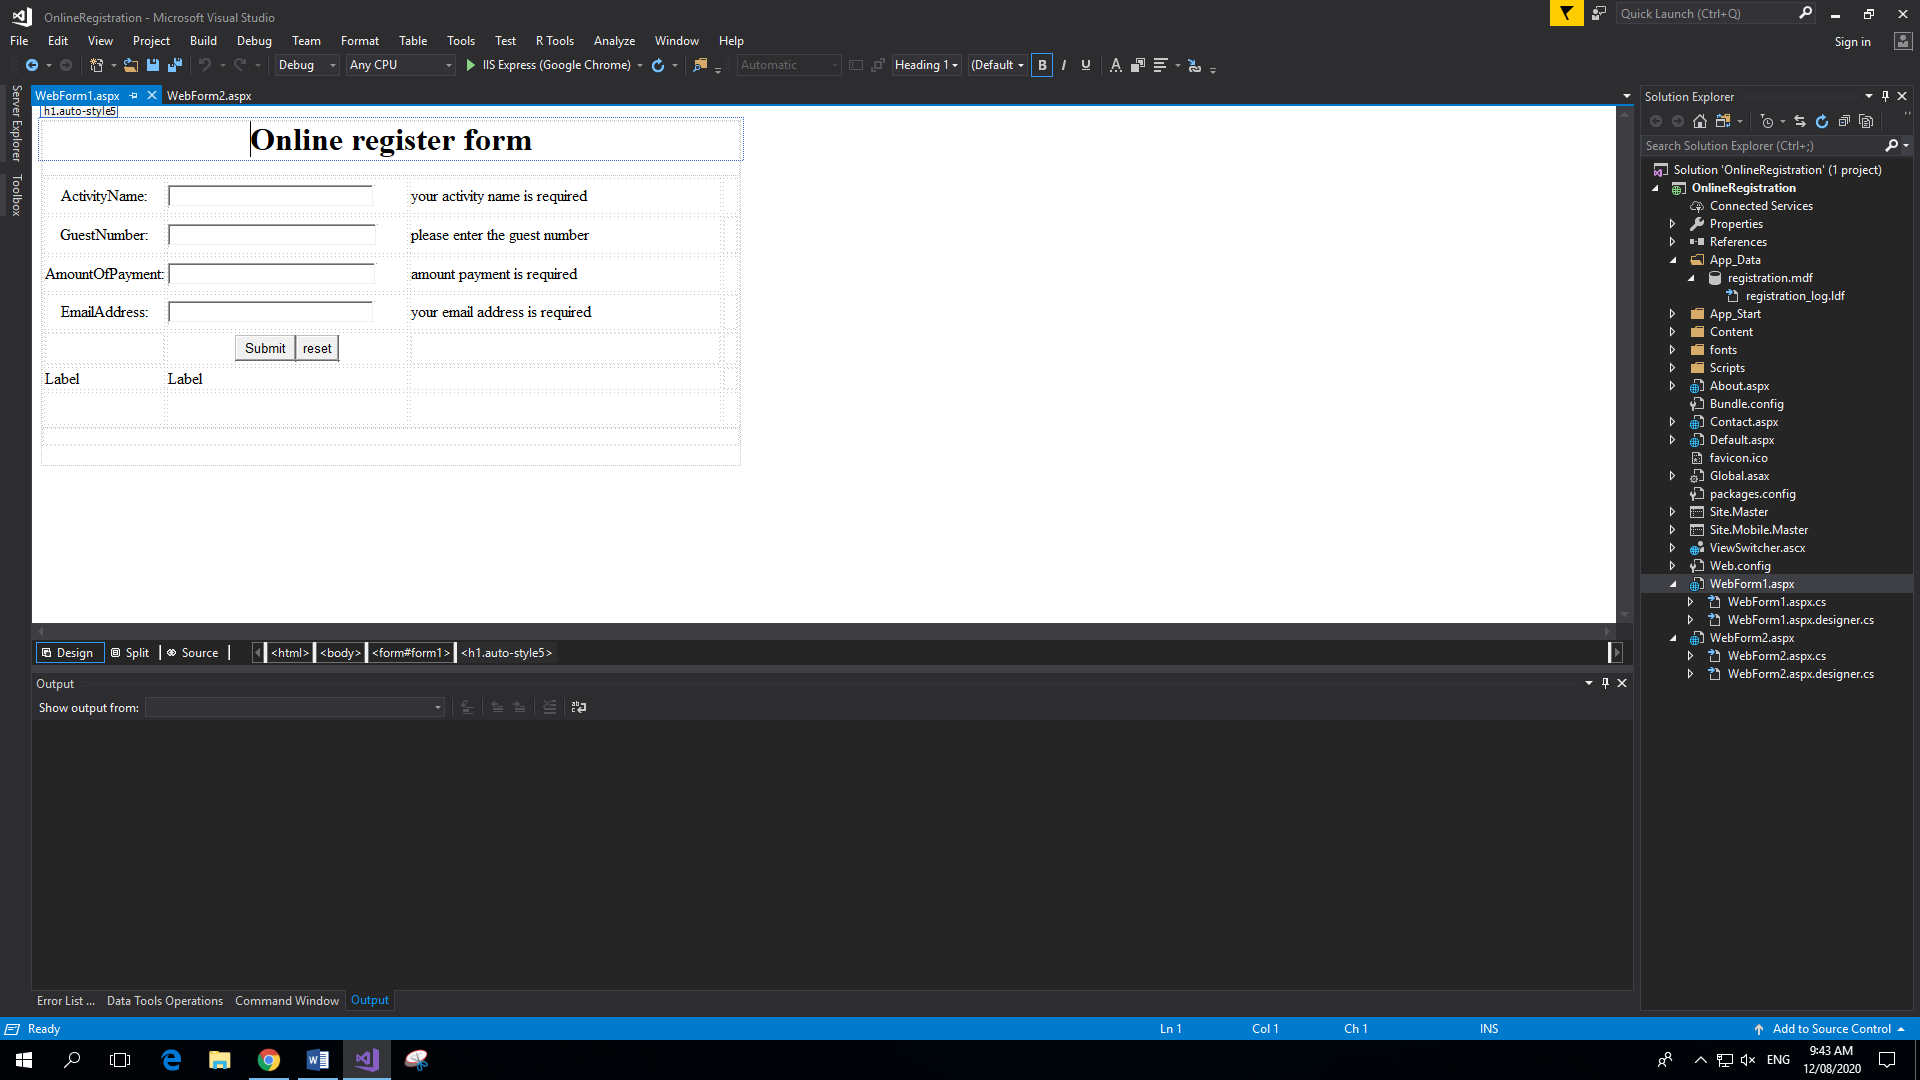 OnlineRegistration - Microsoft Visual Studio
Quick Launch (Ctrl+Q)
File Edit View Project Build Debug Team Format Table Tools Test R Tools Analyze Window Help
Sign in
Debug Any CPU IIS Express (Google Chrome) Automatic Heading 1 (Default B I U A
Server Explorer
Toolbox
WebForm1.aspx WebForm2.aspx
h1.auto-style5
Online register form
ActivityName: your activity name is required
GuestNumber: please enter the guest number
AmountOfPayment: amount payment is required
EmailAddress: your email address is required
Submit reset
Label Label
Design Split Source <html> <body> <form#form1> <h1.auto-style5>
Output
Show output from:
Error List ... Data Tools Operations Command Window Output
Solution Explorer
Search Solution Explorer (Ctrl+;)
Solution 'OnlineRegistration' (1 project)
OnlineRegistration
Connected Services
Properties
References
App_Data
registration.mdf
registration_log.ldf
App_Start
Content
fonts
Scripts
About.aspx
Bundle.config
Contact.aspx
Default.aspx
favicon.ico
Global.asax
packages.config
Site.Master
Site.Mobile.Master
ViewSwitcher.ascx
Web.config
WebForm1.aspx
WebForm1.aspx.cs
WebForm1.aspx.designer.cs
WebForm2.aspx
WebForm2.aspx.cs
WebForm2.aspx.designer.cs
Ready Ln 1 Col 1 Ch 1 INS Add to Source Control
ENG
9:43 AM
12/08/2020